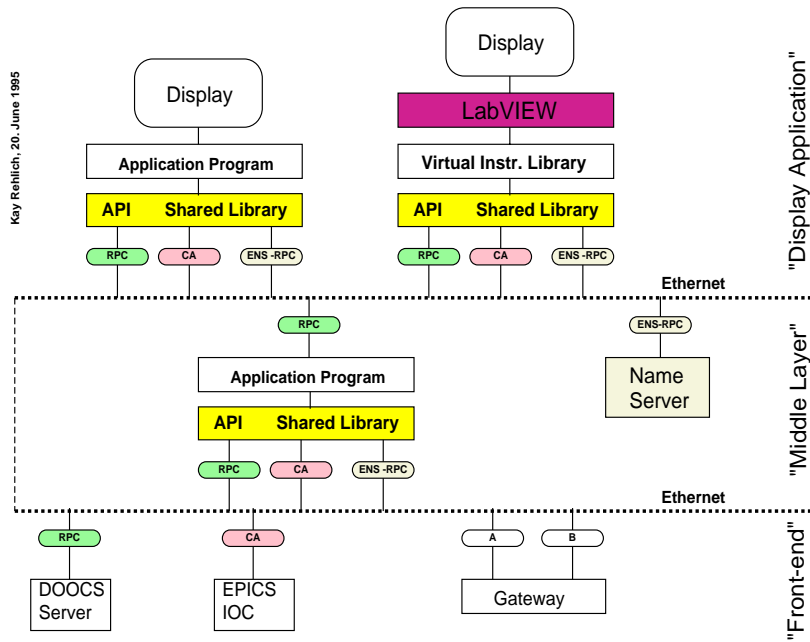 Kay Rehlich, 20. June 1995
Display
Display
LabVIEW
Application Program
Virtual Instr. Library
API Shared Library
API Shared Library
RPC
CA
ENS -RPC
RPC
CA
ENS -RPC
"Display Application"
Ethernet
RPC
ENS-RPC
Application Program
Name
Server
API Shared Library
RPC
CA
ENS -RPC
"Middle Layer"
Ethernet
RPC
CA
A
B
DOOCS
Server
EPICS
IOC
Gateway
"Front-end"